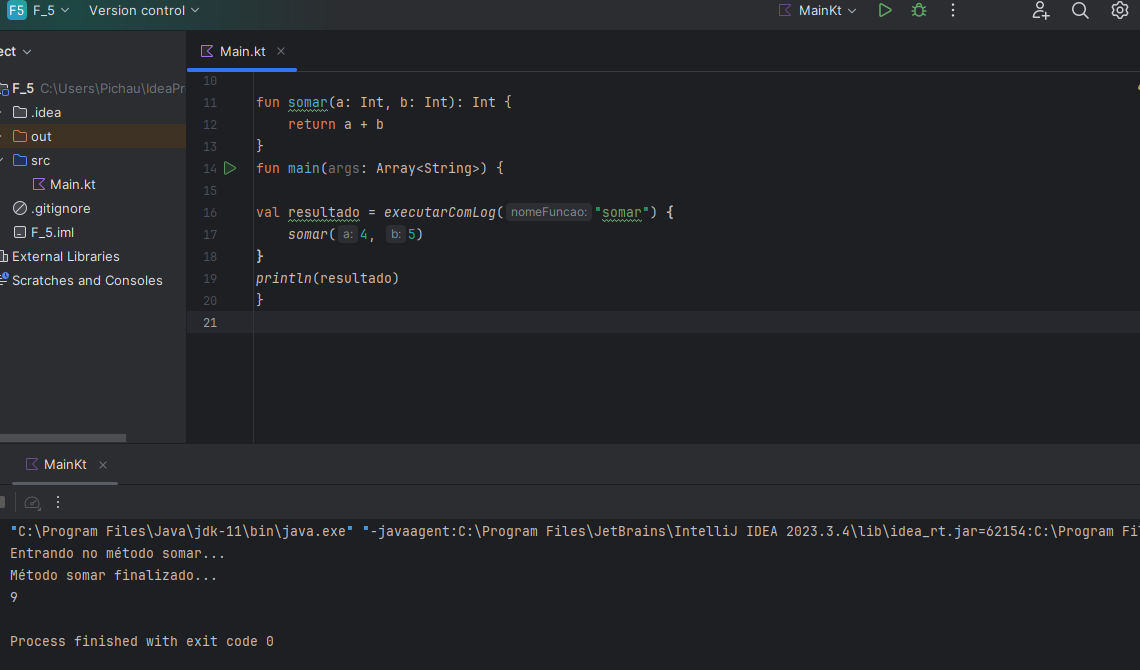 F5 F_5 Version control MainKt
ect Main.kt
F_5 C:\Users\Pichau\IdeaPr
.idea
out
src
Main.kt
.gitignore
F_5.iml
External Libraries
Scratches and Consoles
10
11 fun somar(a: Int, b: Int): Int {
12     return a + b
13 }
14 fun main(args: Array<String>) {
15
16 val resultado = executarComLog( nomeFuncao: "somar") {
17     somar( a: 4, b: 5)
18 }
19 println(resultado)
20 }
21
MainKt
"C:\Program Files\Java\jdk-11\bin\java.exe" "-javaagent:C:\Program Files\JetBrains\IntelliJ IDEA 2023.3.4\lib\idea_rt.jar=62154:C:\Program Fi
Entrando no método somar...
Método somar finalizado...
9
Process finished with exit code 0